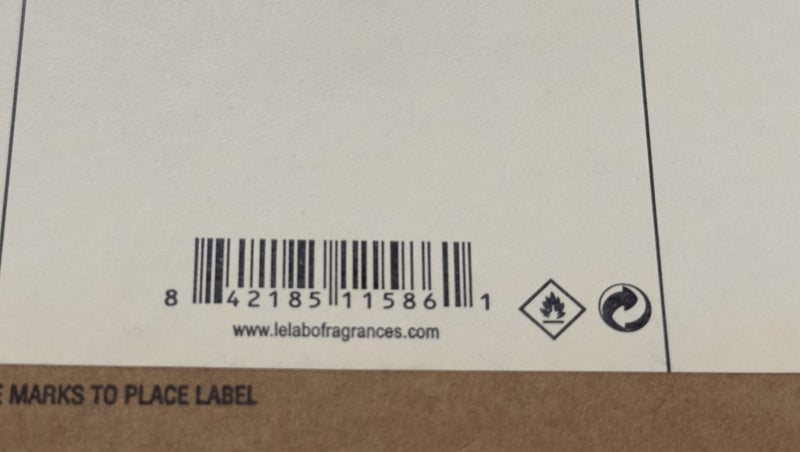 8 42185 11586 1
www.lelabofragrances.com
MARKS TO PLACE LABEL